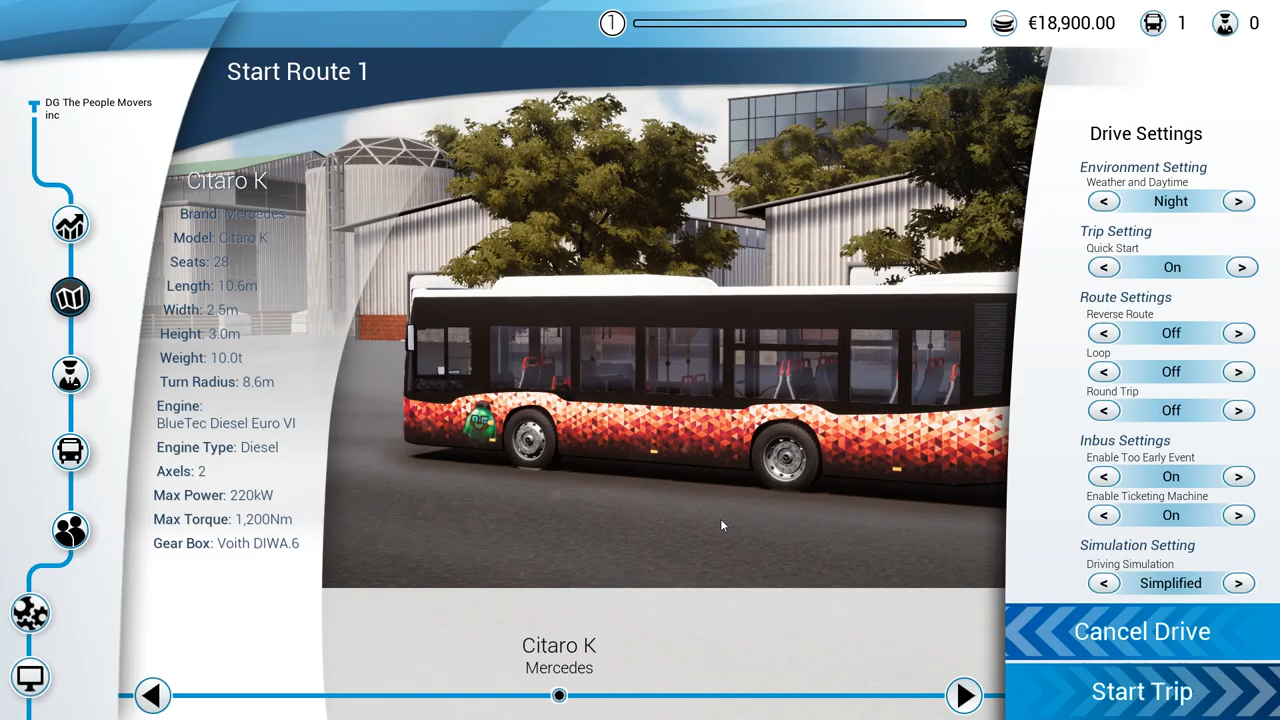 1
€18,900.00
1
0
Start Route 1
DG The People Movers
inc
Citaro K
Brand: Mercedes
Model: Citaro K
Seats: 28
Length: 10.6m
Width: 2.5m
Height: 3.0m
Weight: 10.0t
Turn Radius: 8.6m
Engine:
BlueTec Diesel Euro VI
Engine Type: Diesel
Axels: 2
Max Power: 220kW
Max Torque: 1,200Nm
Gear Box: Voith DIWA.6
Citaro K
Mercedes
Drive Settings
Environment Setting
Weather and Daytime
< Night >
Trip Setting
Quick Start
< On >
Route Settings
Reverse Route
< Off >
Loop
< Off >
Round Trip
< Off >
Inbus Settings
Enable Too Early Event
< On >
Enable Ticketing Machine
< On >
Simulation Setting
Driving Simulation
< Simplified >
Cancel Drive
Start Trip